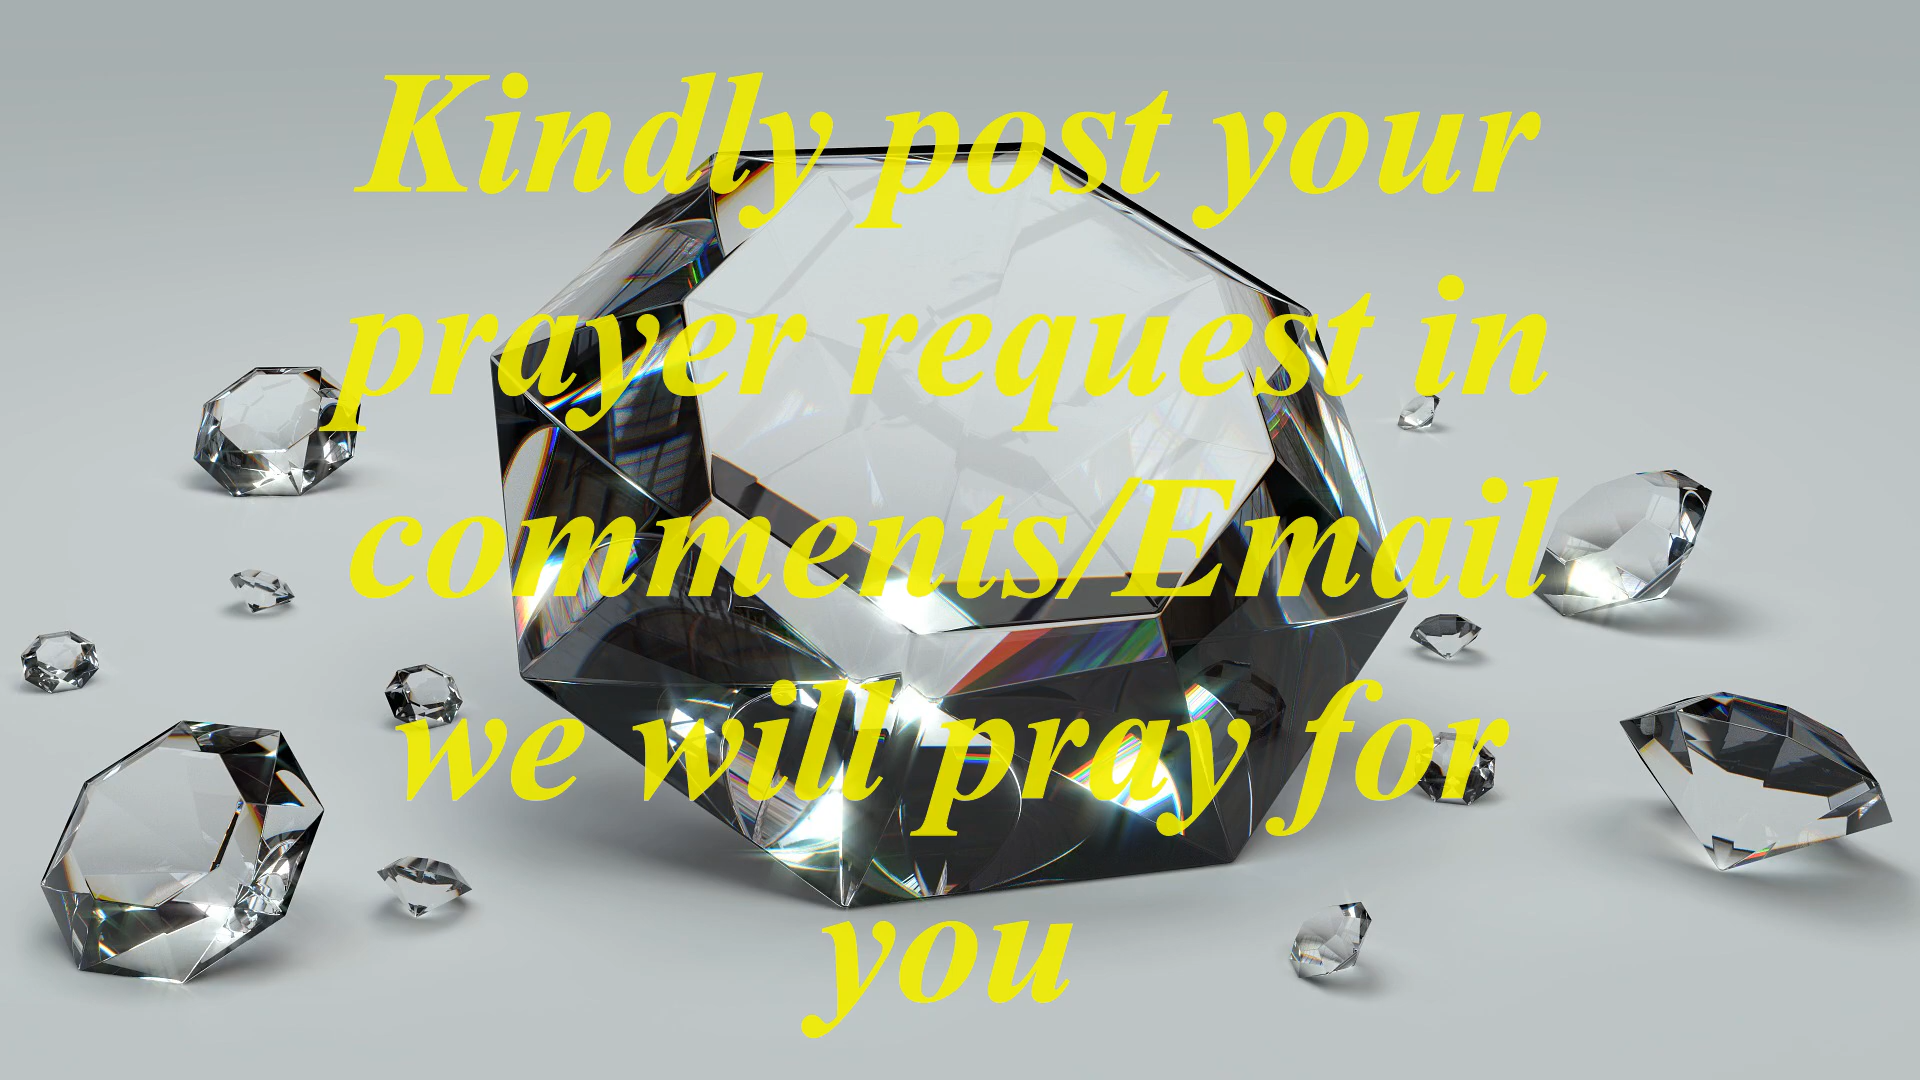 Kindly post your
prayer request in
comments/Email
we will pray for
you